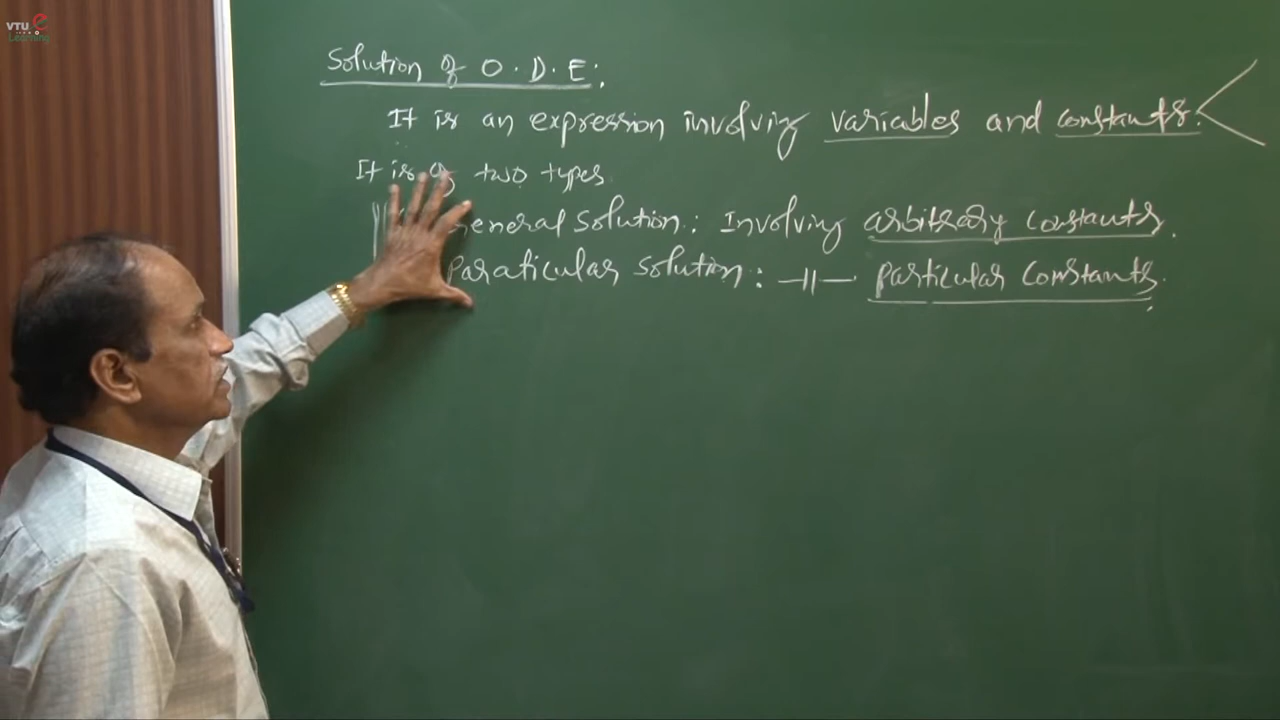 VTU e
Learning
Solution of O.D.E:
It is an expression involving variables and constants.
It is of two types
General Solution: Involving arbitrary constants.
Paraticular Solution: —||— particular constants.